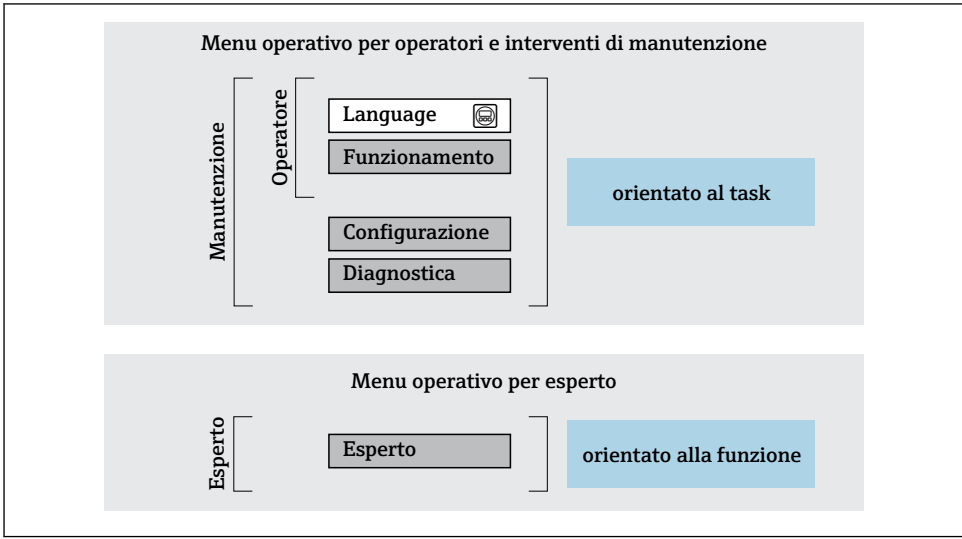 Menu operativo per operatori e interventi di manutenzione
Manutenzione
Operatore
Language
Funzionamento
Configurazione
Diagnostica
orientato al task
Menu operativo per esperto
Esperto
Esperto
orientato alla funzione